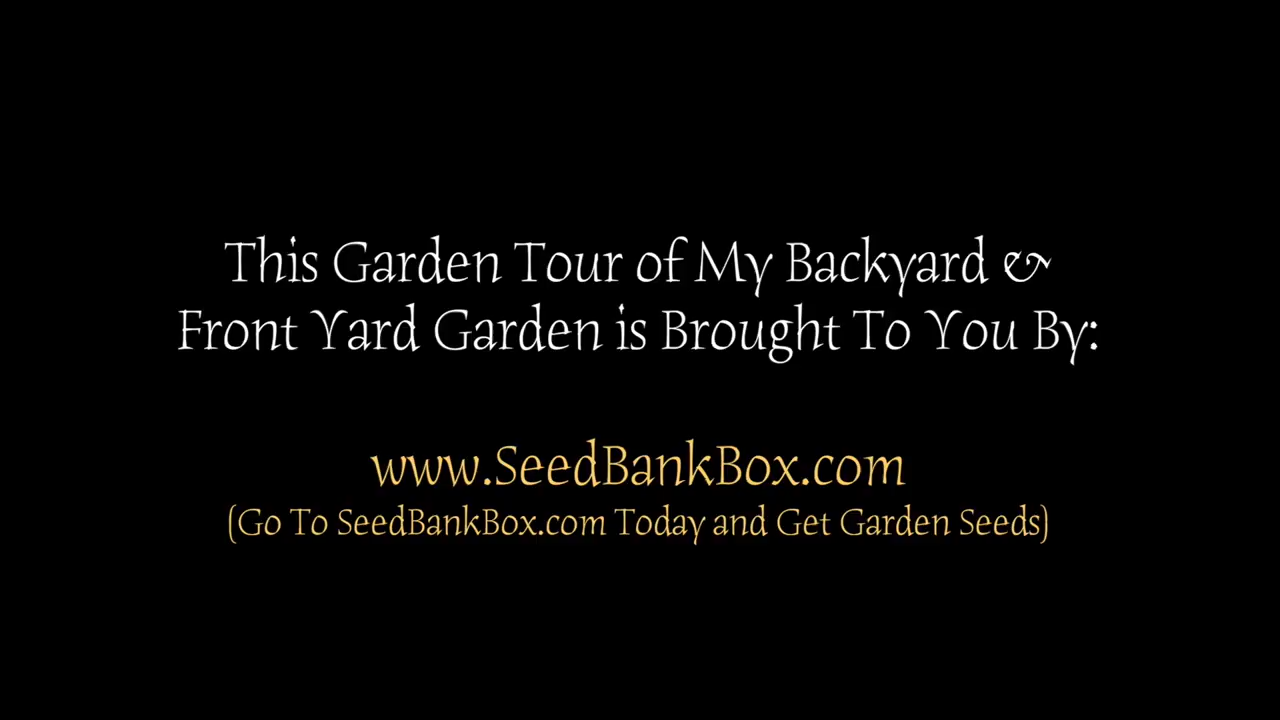 This Garden Tour of My Backyard &
Front Yard Garden is Brought To You By:
www.SeedBankBox.com
(Go To SeedBankBox.com Today and Get Garden Seeds)